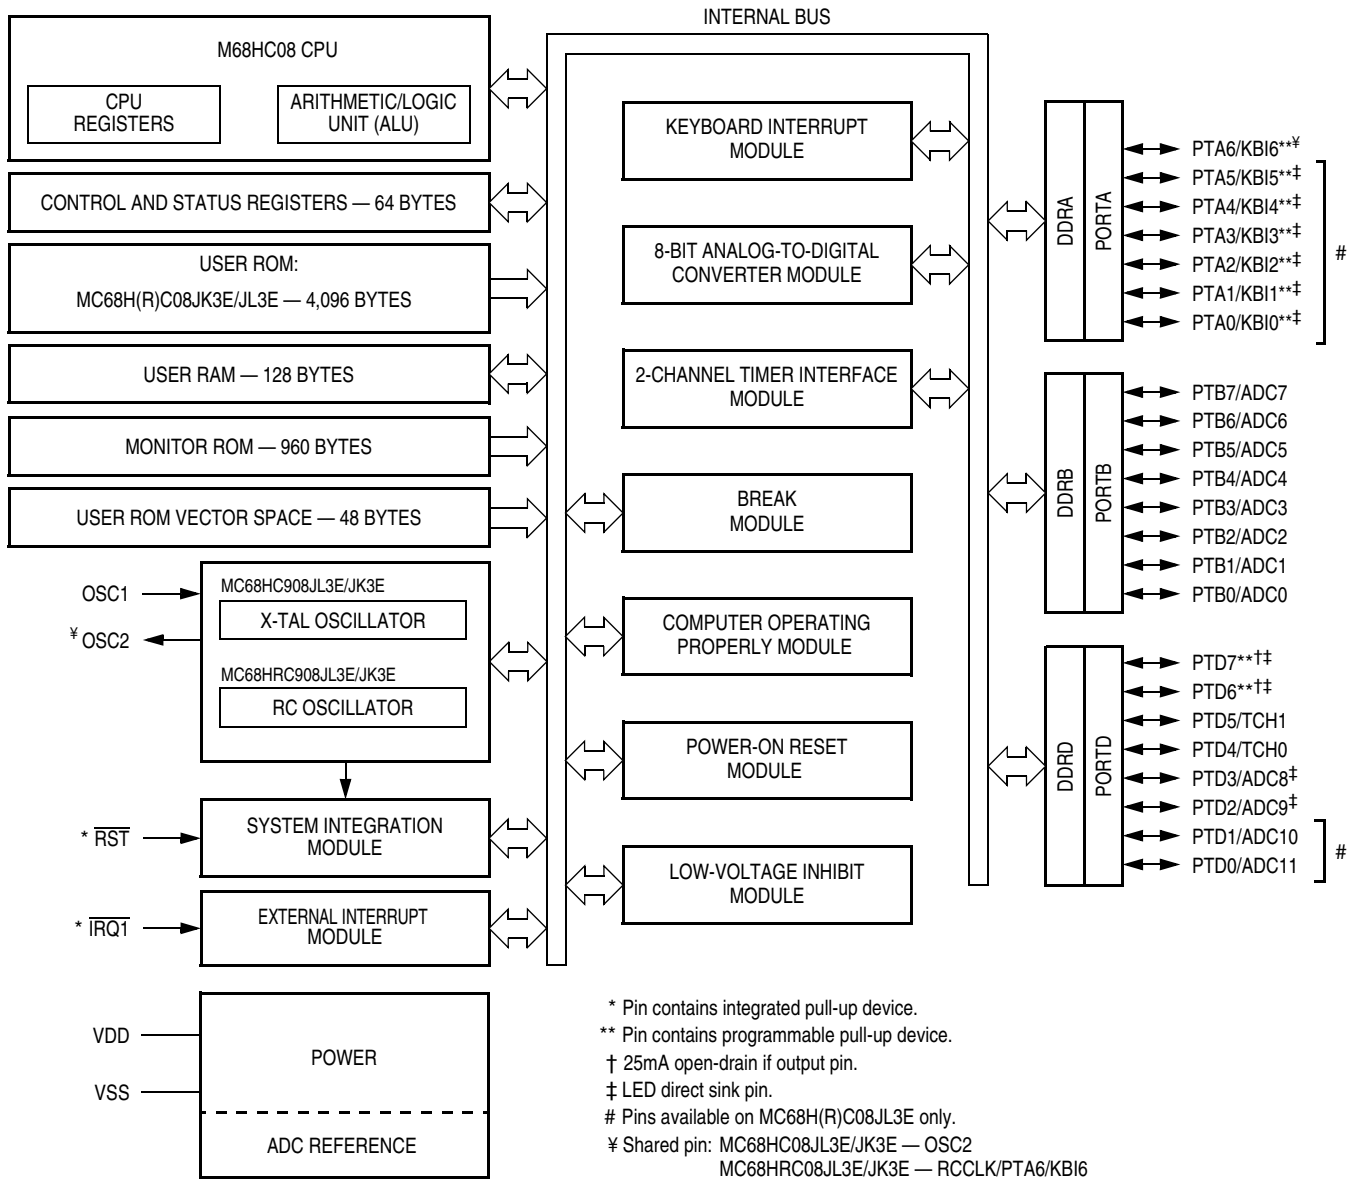 INTERNAL BUS
M68HC08 CPU
CPU
REGISTERS
ARITHMETIC/LOGIC
UNIT (ALU)
CONTROL AND STATUS REGISTERS — 64 BYTES
USER ROM:
MC68H(R)C08JK3E/JL3E — 4,096 BYTES
USER RAM — 128 BYTES
MONITOR ROM — 960 BYTES
USER ROM VECTOR SPACE — 48 BYTES
OSC1
¥ OSC2
MC68HC908JL3E/JK3E
X-TAL OSCILLATOR
MC68HRC908JL3E/JK3E
RC OSCILLATOR
* RST
SYSTEM INTEGRATION
MODULE
* IRQ1
EXTERNAL INTERRUPT
MODULE
VDD
VSS
POWER
ADC REFERENCE
KEYBOARD INTERRUPT
MODULE
8-BIT ANALOG-TO-DIGITAL
CONVERTER MODULE
2-CHANNEL TIMER INTERFACE
MODULE
BREAK
MODULE
COMPUTER OPERATING
PROPERLY MODULE
POWER-ON RESET
MODULE
LOW-VOLTAGE INHIBIT
MODULE
DDRA
PORTA
PTA6/KBI6**¥
PTA5/KBI5**‡
PTA4/KBI4**‡
PTA3/KBI3**‡
PTA2/KBI2**‡
PTA1/KBI1**‡
PTA0/KBI0**‡
#
DDRB
PORTB
PTB7/ADC7
PTB6/ADC6
PTB5/ADC5
PTB4/ADC4
PTB3/ADC3
PTB2/ADC2
PTB1/ADC1
PTB0/ADC0
DDRD
PORTD
PTD7**†‡
PTD6**†‡
PTD5/TCH1
PTD4/TCH0
PTD3/ADC8‡
PTD2/ADC9‡
PTD1/ADC10
PTD0/ADC11
#
* Pin contains integrated pull-up device.
** Pin contains programmable pull-up device.
† 25mA open-drain if output pin.
‡ LED direct sink pin.
# Pins available on MC68H(R)C08JL3E only.
¥ Shared pin: MC68HC08JL3E/JK3E — OSC2
MC68HRC08JL3E/JK3E — RCCLK/PTA6/KBI6